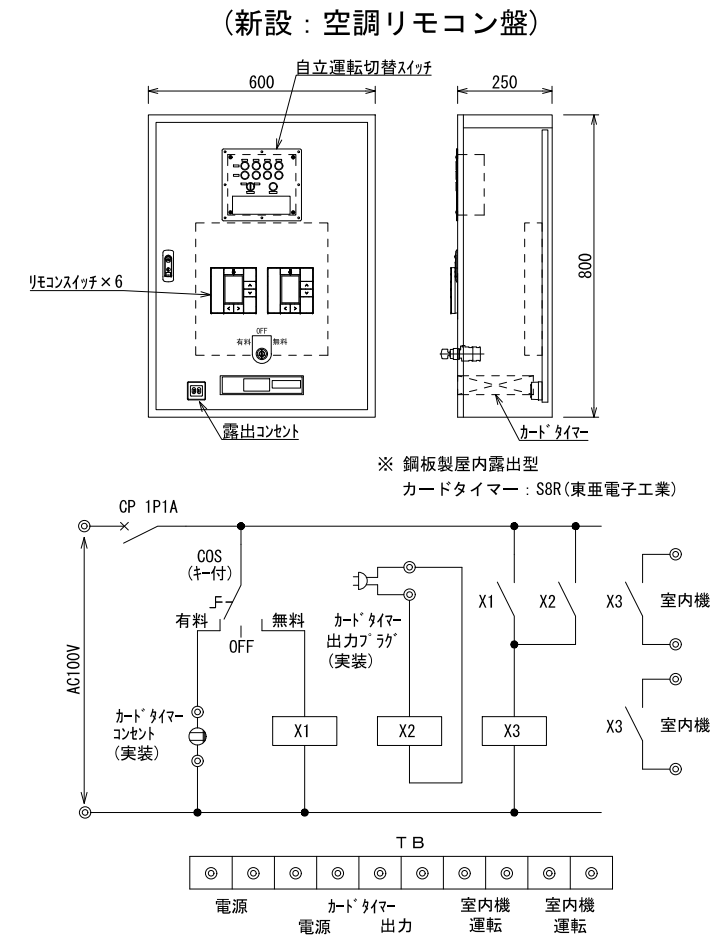 (新設：空調リモコン盤)
自立運転切替ｽｲｯﾁ
600
250
800
ﾘﾓｺﾝｽｲｯﾁ×6
OFF
有料
無料
露出ｺﾝｾﾝﾄ
ｶｰﾄﾞﾀｲﾏｰ
※ 鋼板製屋内露出型
カードタイマー：S8R(東亜電子工業)
CP 1P1A
COS
(ｷｰ付)
有料
無料
OFF
AC100V
ｶｰﾄﾞﾀｲﾏｰ
ｺﾝｾﾝﾄ
(実装)
X1
ｶｰﾄﾞﾀｲﾏｰ
出力ﾌﾟﾗｸﾞ
(実装)
X2
X1
X2
X3
X3
室内機
X3
室内機
TB
電源
ｶｰﾄﾞﾀｲﾏｰ
電源
出力
室内機
運転
室内機
運転